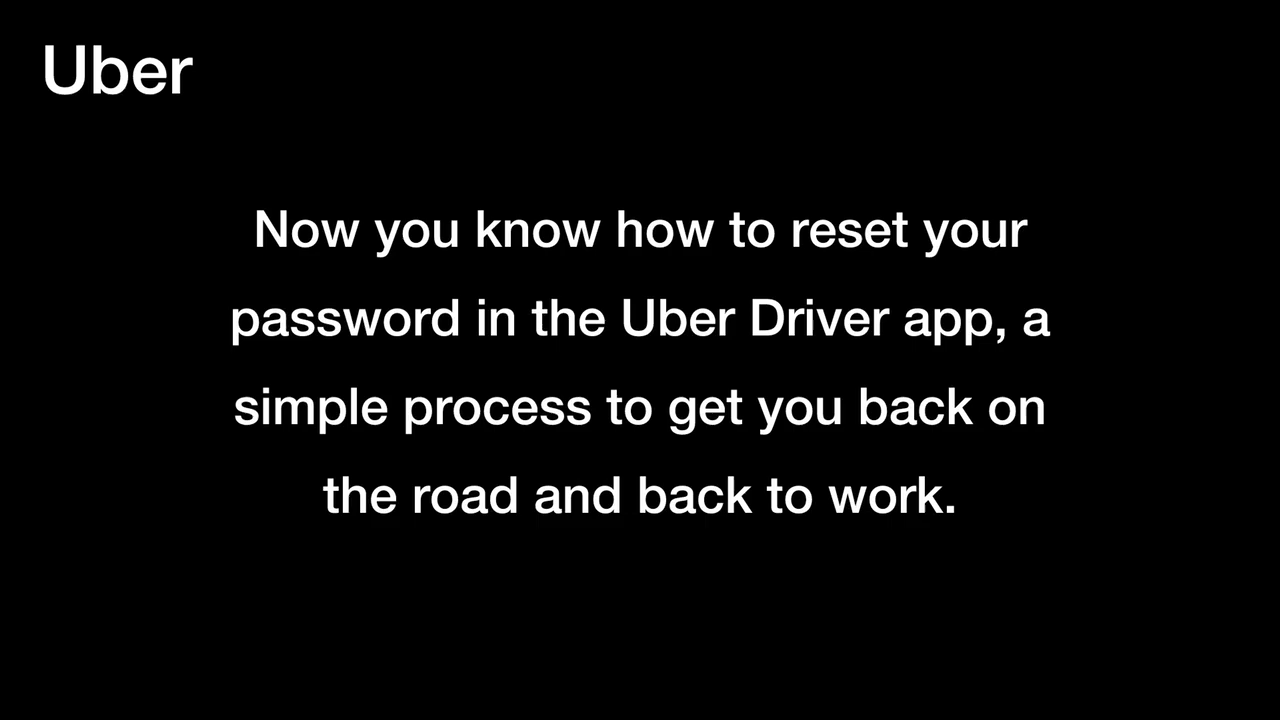 Uber
Now you know how to reset your
password in the Uber Driver app, a
simple process to get you back on
the road and back to work.